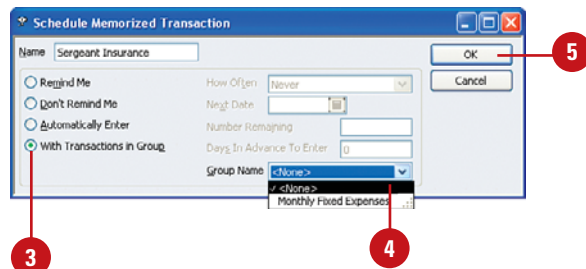 Schedule Memorized Transaction
Name Sergeant Insurance
OK
5
Cancel
Remind Me
Don't Remind Me
Automatically Enter
With Transactions in Group
How Often Never
Next Date
Number Remaining
Days In Advance To Enter 0
Group Name <None>
✓ <None>
Monthly Fixed Expenses
3
4